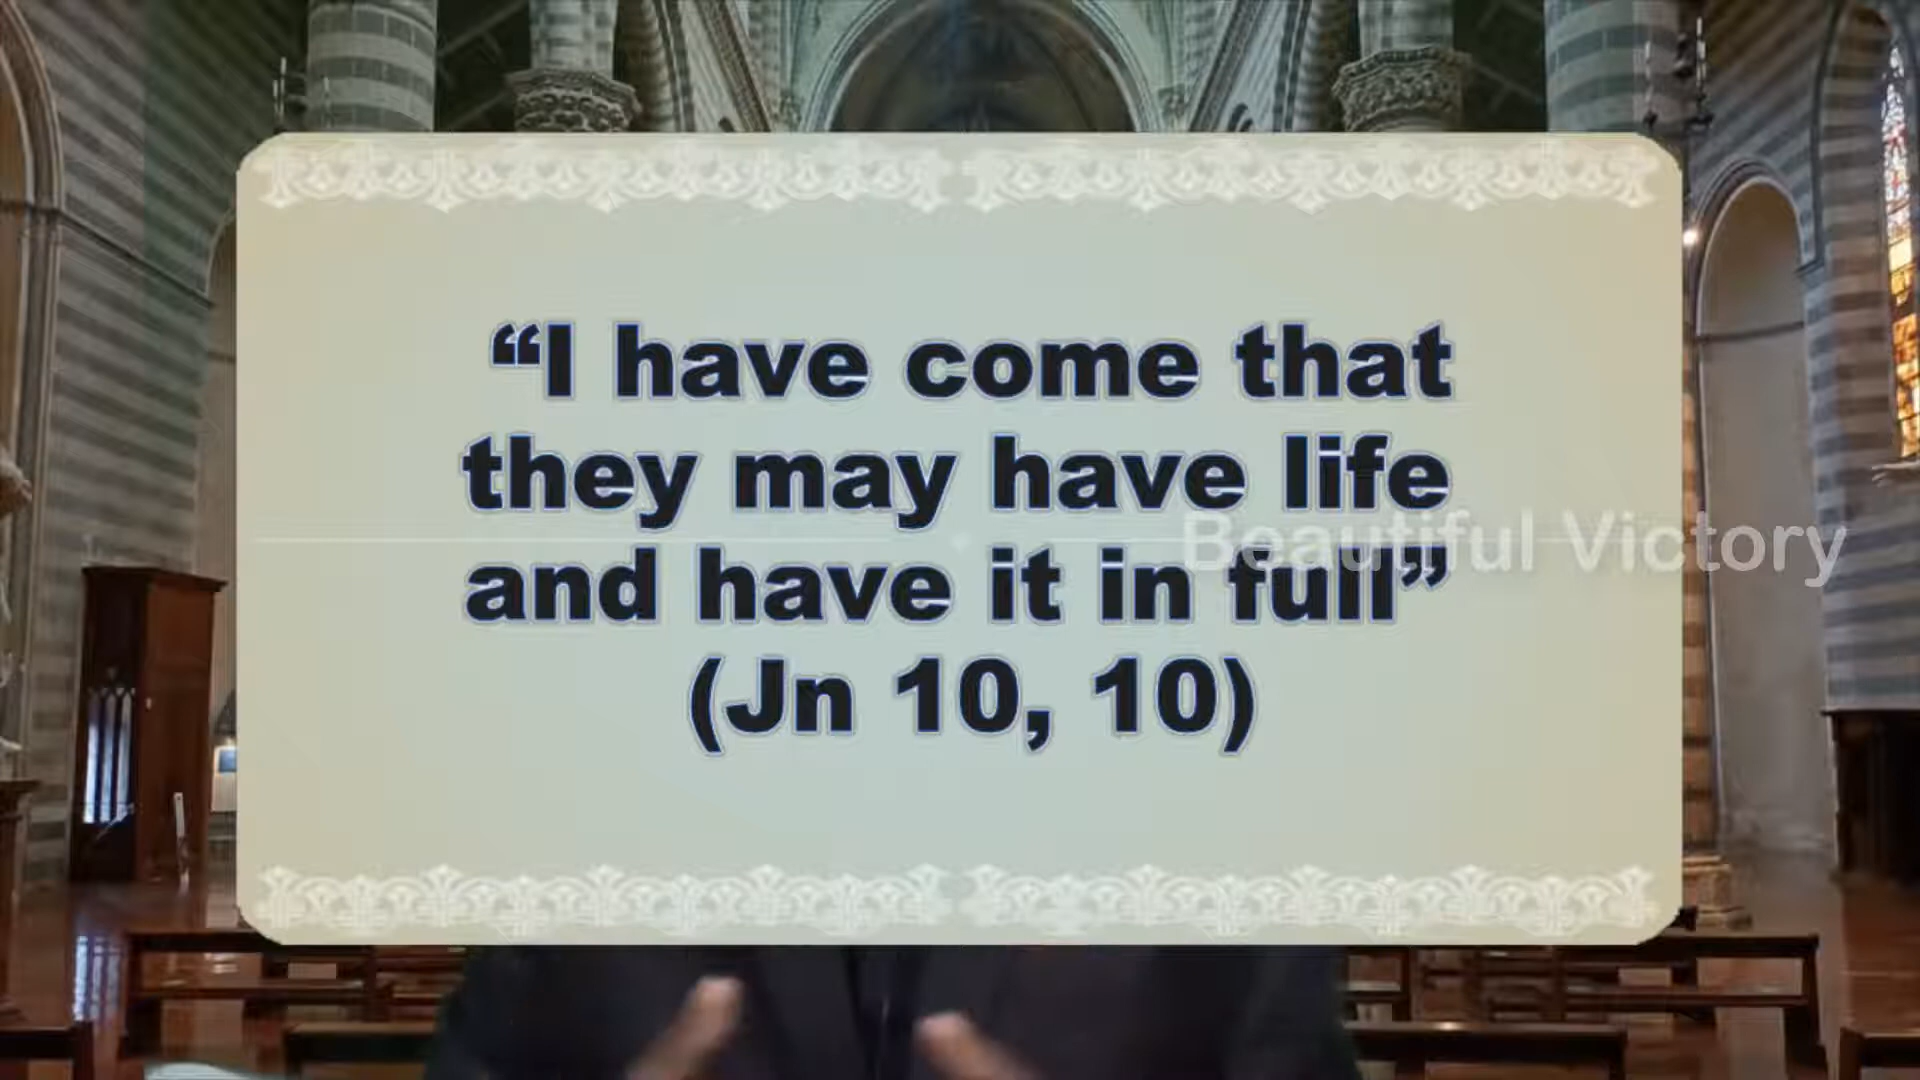 “I have come that
they may have life
and have it in full”
(Jn 10, 10)
Beautiful Victory